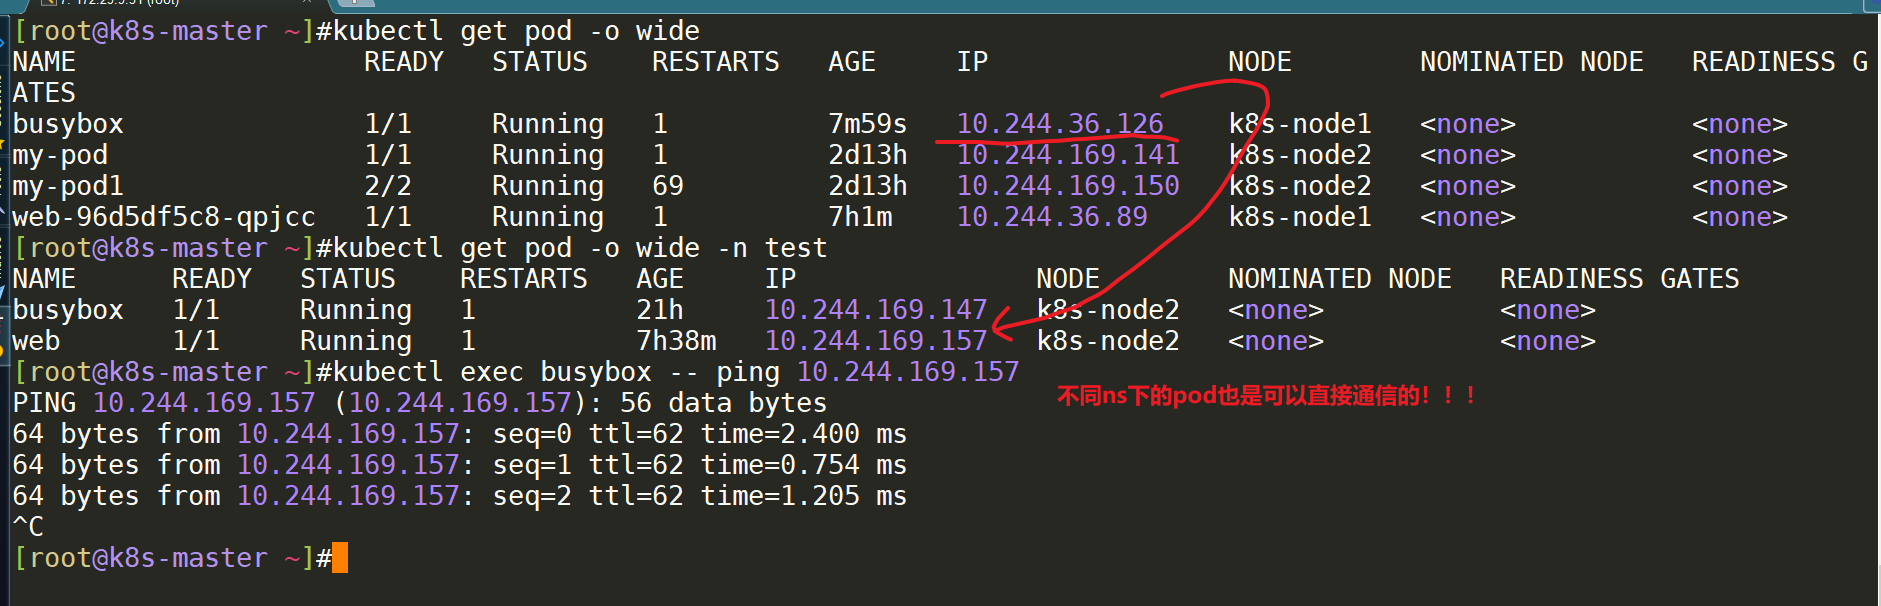 7. 172.29.9.31 (root)
[root@k8s-master ~]#kubectl get pod -o wide
NAME READY STATUS RESTARTS AGE IP NODE NOMINATED NODE READINESS G
ATES
busybox 1/1 Running 1 7m59s 10.244.36.126 k8s-node1 <none> <none>
my-pod 1/1 Running 1 2d13h 10.244.169.141 k8s-node2 <none> <none>
my-pod1 2/2 Running 69 2d13h 10.244.169.150 k8s-node2 <none> <none>
web-96d5df5c8-qpjcc 1/1 Running 1 7h1m 10.244.36.89 k8s-node1 <none> <none>
[root@k8s-master ~]#kubectl get pod -o wide -n test
NAME READY STATUS RESTARTS AGE IP NODE NOMINATED NODE READINESS GATES
busybox 1/1 Running 1 21h 10.244.169.147 k8s-node2 <none> <none>
web 1/1 Running 1 7h38m 10.244.169.157 k8s-node2 <none> <none>
[root@k8s-master ~]#kubectl exec busybox -- ping 10.244.169.157
不同ns下的pod也是可以直接通信的！！！
PING 10.244.169.157 (10.244.169.157): 56 data bytes
64 bytes from 10.244.169.157: seq=0 ttl=62 time=2.400 ms
64 bytes from 10.244.169.157: seq=1 ttl=62 time=0.754 ms
64 bytes from 10.244.169.157: seq=2 ttl=62 time=1.205 ms
^C
[root@k8s-master ~]#